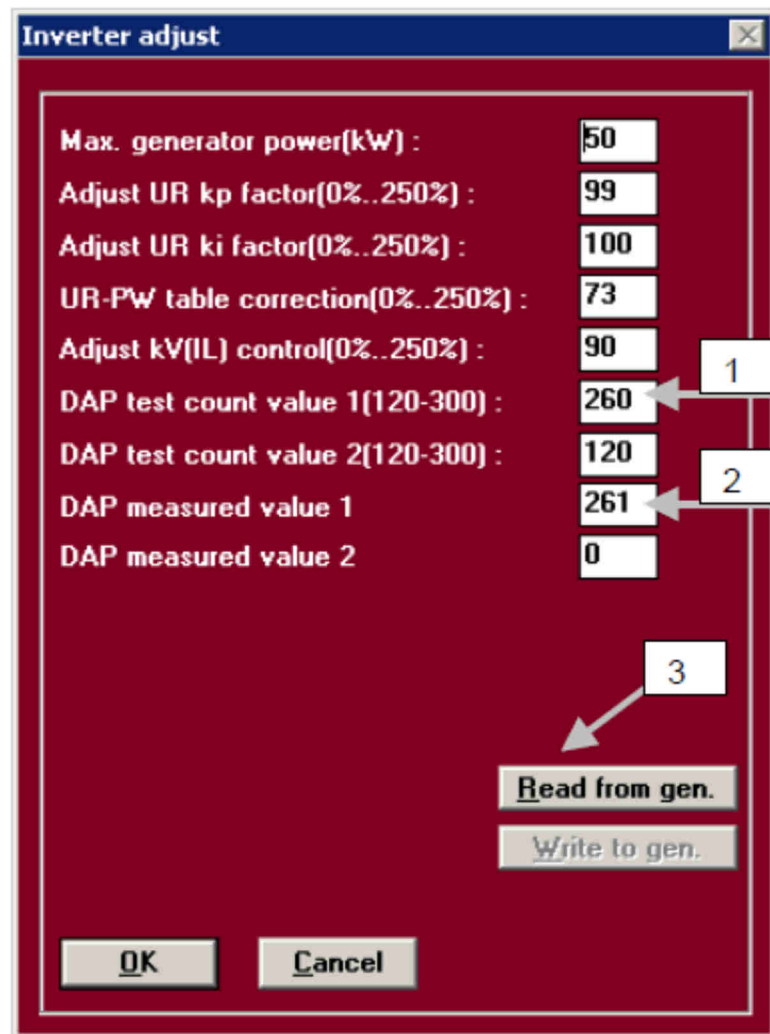 Inverter adjust
Max. generator power(kW) : 50
Adjust UR kp factor(0%..250%) : 99
Adjust UR ki factor(0%..250%) : 100
UR-PW table correction(0%..250%) : 73
Adjust kV(IL) control(0%..250%) : 90
1
DAP test count value 1(120-300) : 260
DAP test count value 2(120-300) : 120
2
DAP measured value 1 261
DAP measured value 2 0
3
Read from gen.
Write to gen.
OK Cancel